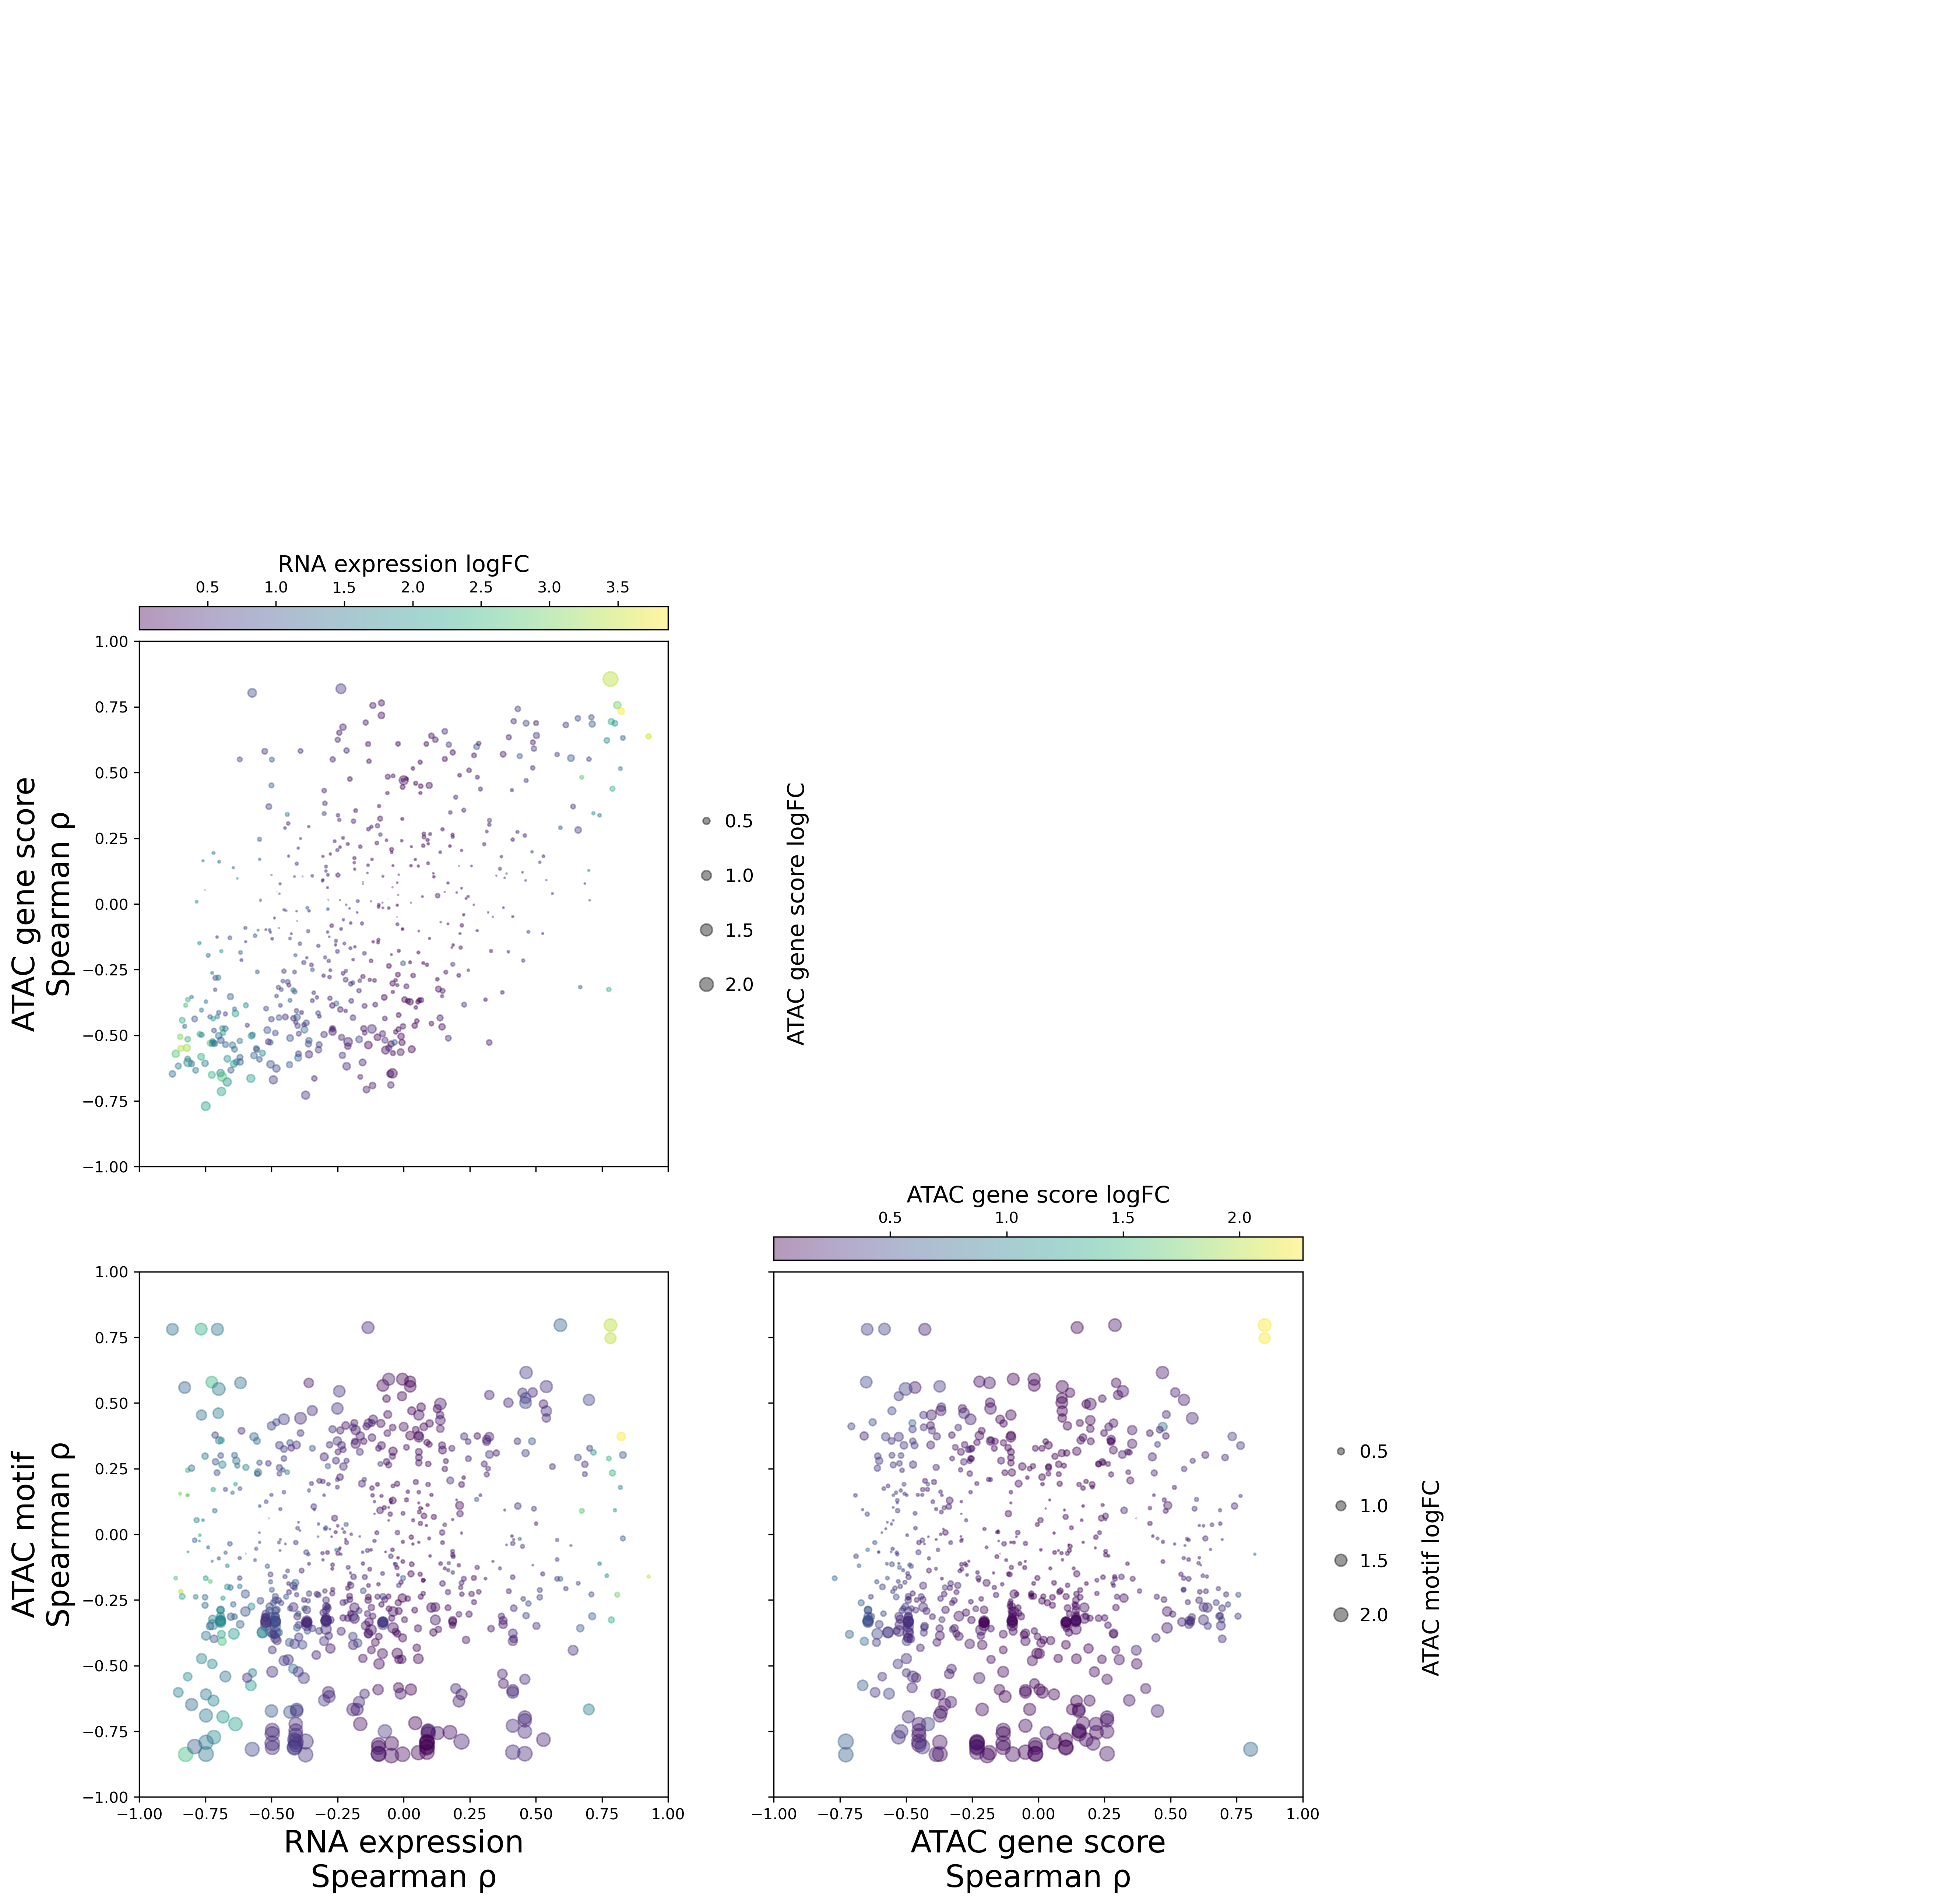 RNA expression logFC
0.5 1.0 1.5 2.0 2.5 3.0 3.5
1.00
0.75
0.50
0.25
0.00
−0.25
−0.50
−0.75
−1.00
ATAC gene score
Spearman ρ
0.5
1.0
1.5
2.0
ATAC gene score logFC
ATAC gene score logFC
0.5 1.0 1.5 2.0
1.00
0.75
0.50
0.25
0.00
−0.25
−0.50
−0.75
−1.00
ATAC motif
Spearman ρ
−1.00 −0.75 −0.50 −0.25 0.00 0.25 0.50 0.75 1.00
RNA expression
Spearman ρ
−1.00 −0.75 −0.50 −0.25 0.00 0.25 0.50 0.75 1.00
ATAC gene score
Spearman ρ
0.5
1.0
1.5
2.0
ATAC motif logFC